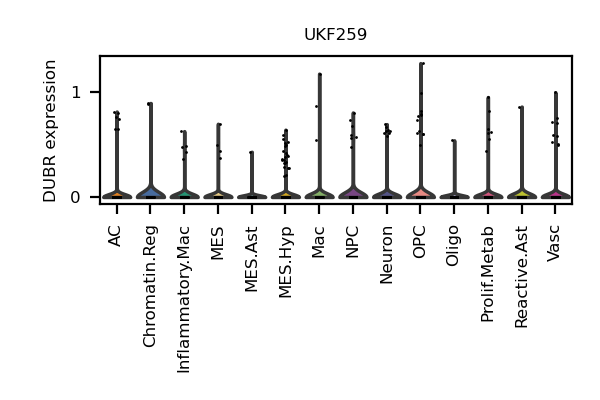 UKF259
DUBR expression
1
0
AC
Chromatin.Reg
Inflammatory.Mac
MES
MES.Ast
MES.Hyp
Mac
NPC
Neuron
OPC
Oligo
Prolif.Metab
Reactive.Ast
Vasc